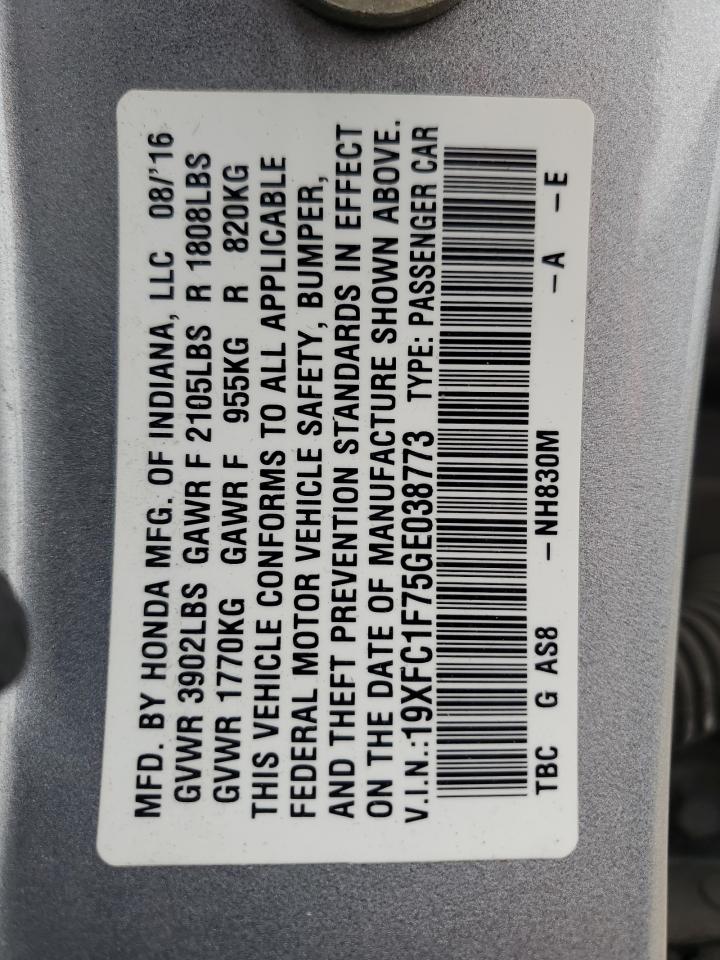 MFD. BY HONDA MFG. OF INDIANA, LLC 08/'16
GVWR 3902LBS GAWR F 2105LBS R 1808LBS
GVWR 1770KG GAWR F 955KG R 820KG
THIS VEHICLE CONFORMS TO ALL APPLICABLE
FEDERAL MOTOR VEHICLE SAFETY, BUMPER,
AND THEFT PREVENTION STANDARDS IN EFFECT
ON THE DATE OF MANUFACTURE SHOWN ABOVE.
V.I.N.:19XFC1F75GE038773 TYPE: PASSENGER CAR
TBC G AS8 -NH830M -A -E